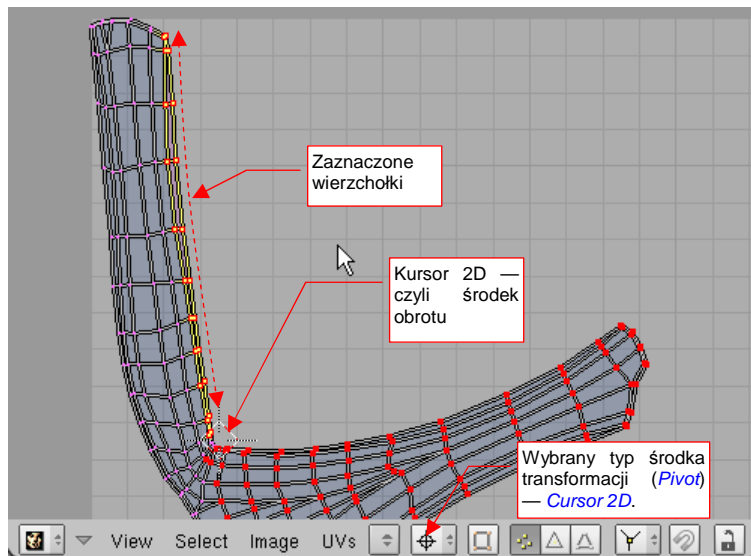 Zaznaczone
wierzchołki
Kursor 2D —
czyli środek
obrotu
Wybrany typ środka
transformacji (Pivot)
— Cursor 2D.
View Select Image UVs